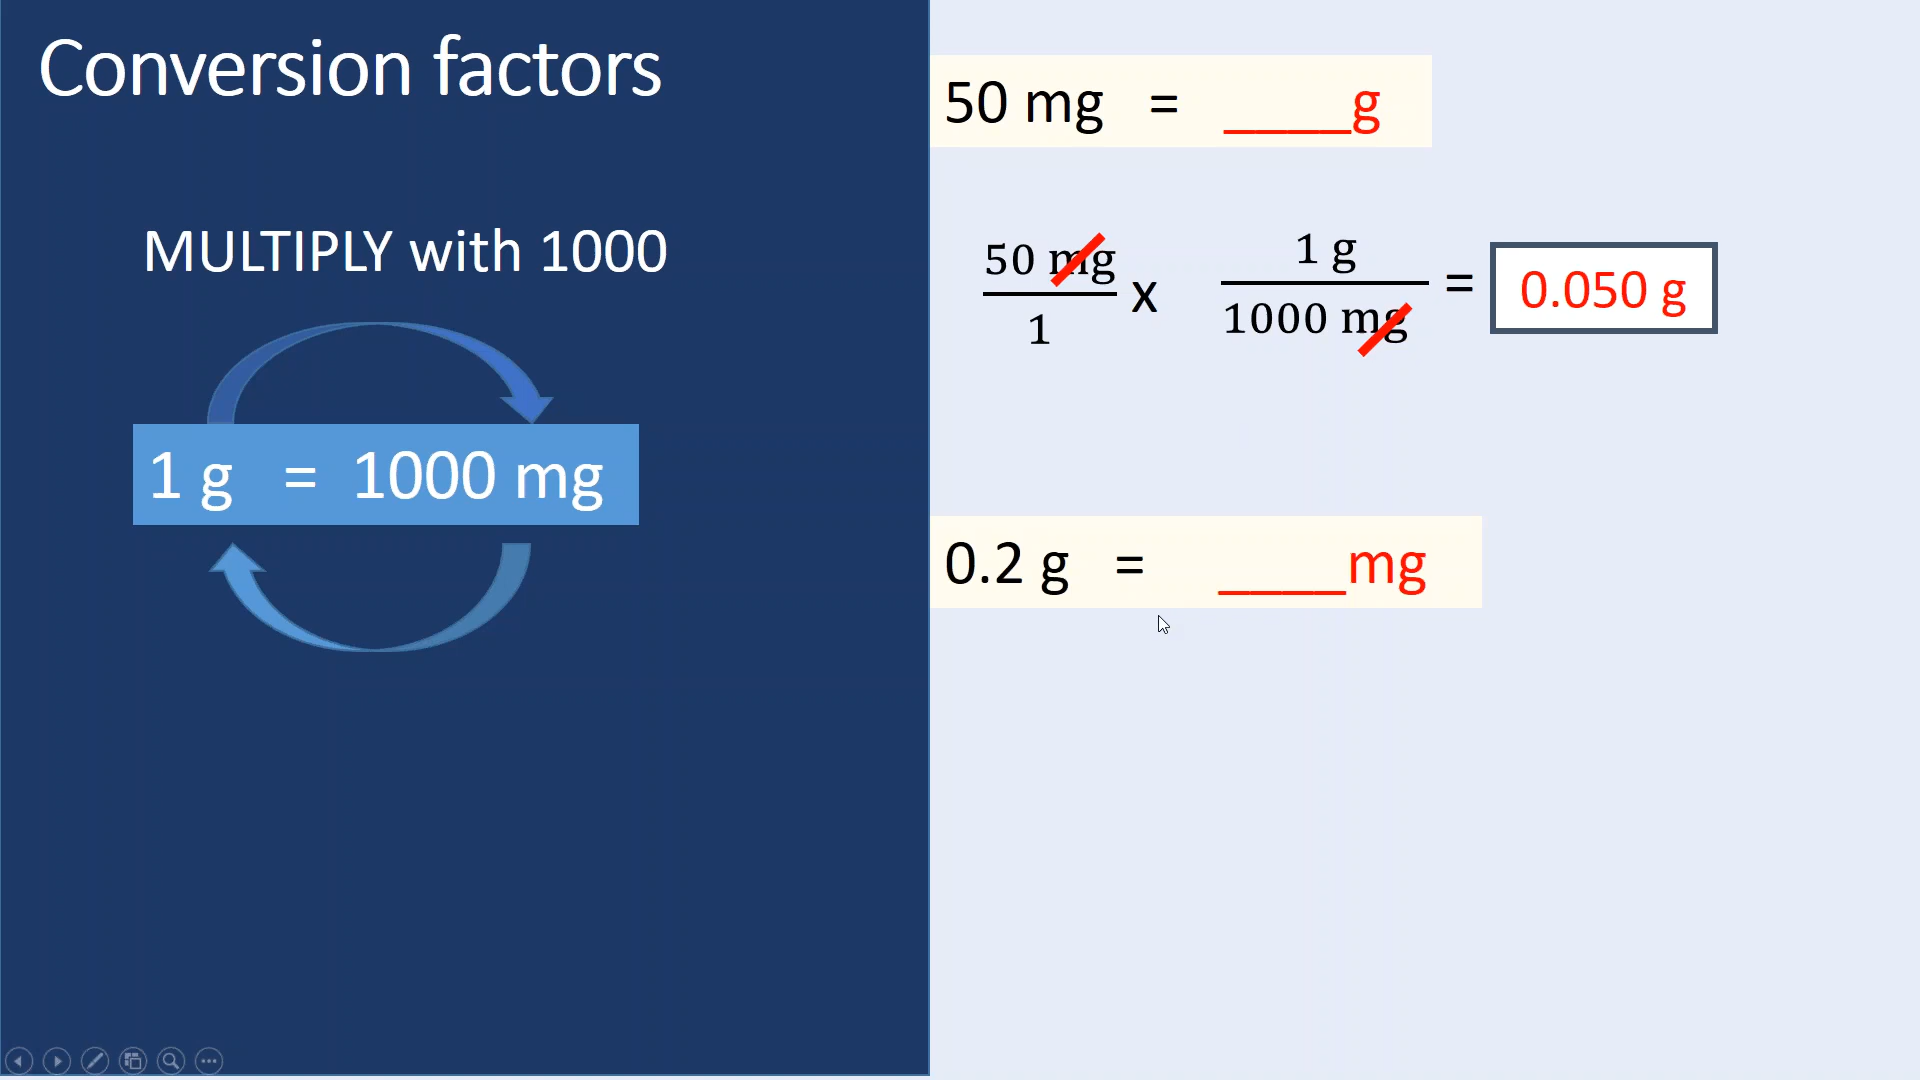 Conversion factors
MULTIPLY with 1000
1 g = 1000 mg
50 mg = ____g
50 mg
1
x
1 g
1000 mg
=
0.050 g
0.2 g = ____mg